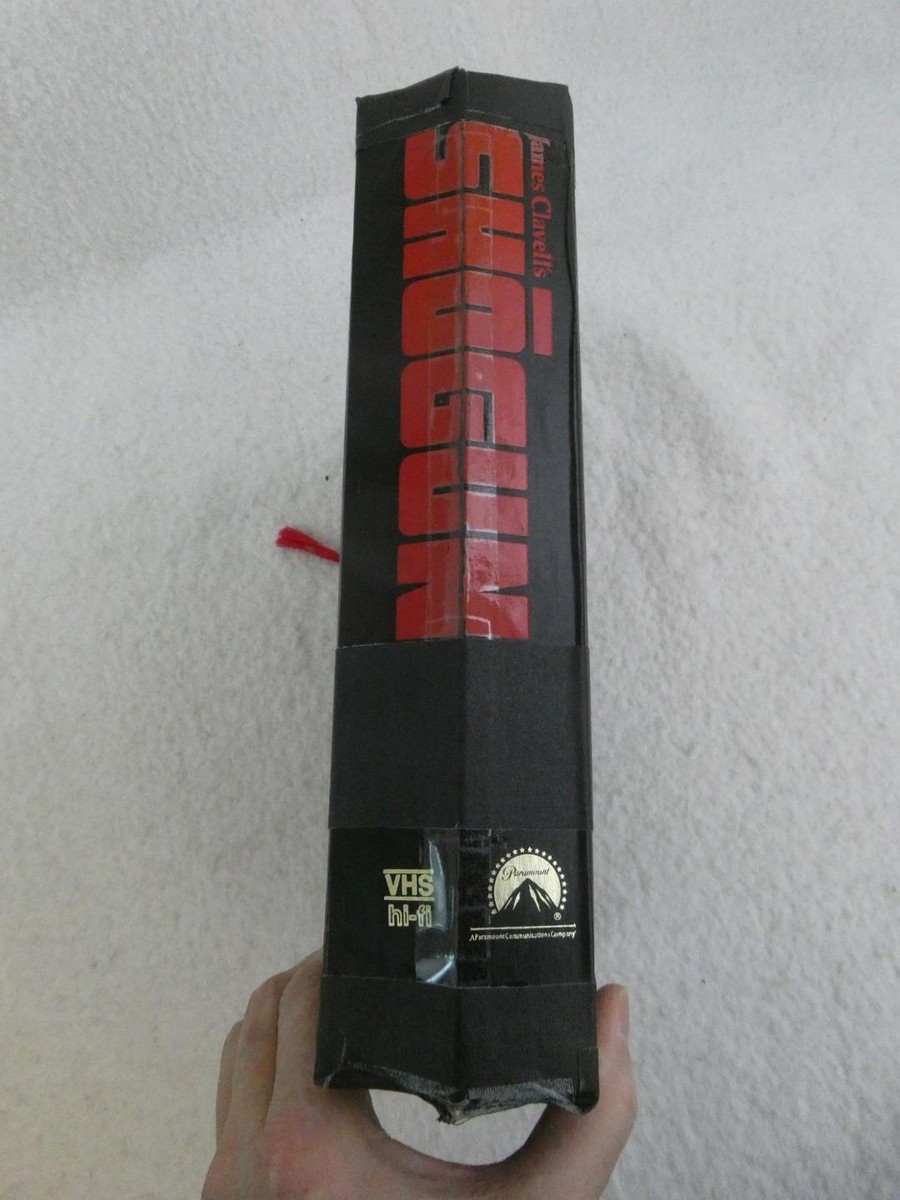 James Clavell's
SHŌGUN
VHS
hi-fi
Paramount
®
A Paramount Communications Company